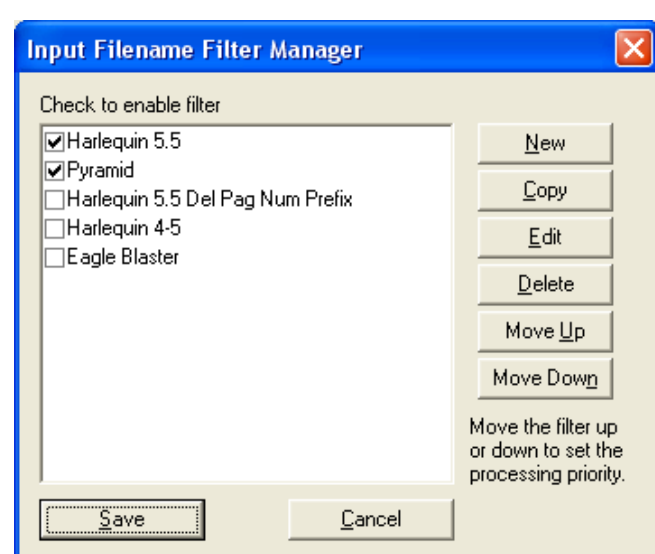 Input Filename Filter Manager
Check to enable filter
Harlequin 5.5
Pyramid
Harlequin 5.5 Del Pag Num Prefix
Harlequin 4-5
Eagle Blaster
New
Copy
Edit
Delete
Move Up
Move Down
Move the filter up
or down to set the
processing priority.
Save
Cancel